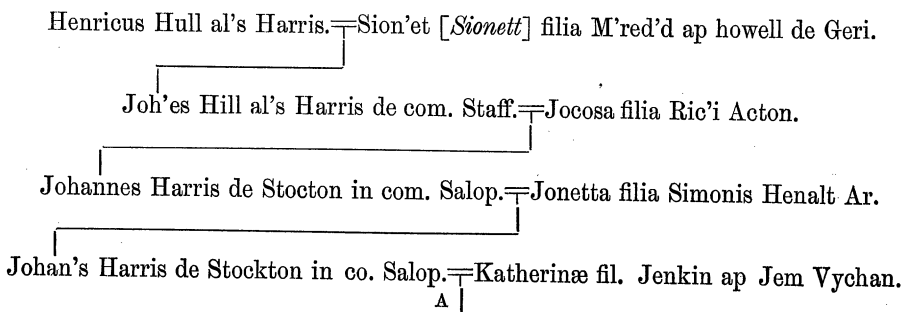 Henricus Hull al's Harris. Sion'et [Sionett] filia M'red'd ap howell de Geri.
Joh'es Hill al's Harris de com. Staff. Jocosa filia Ric'i Acton.
Johannes Harris de Stocton in com. Salop. Jonetta filia Simonis Henalt Ar.
Johan's Harris de Stockton in co. Salop. Katherinæ fil. Jenkin ap Jem Vychan.
A